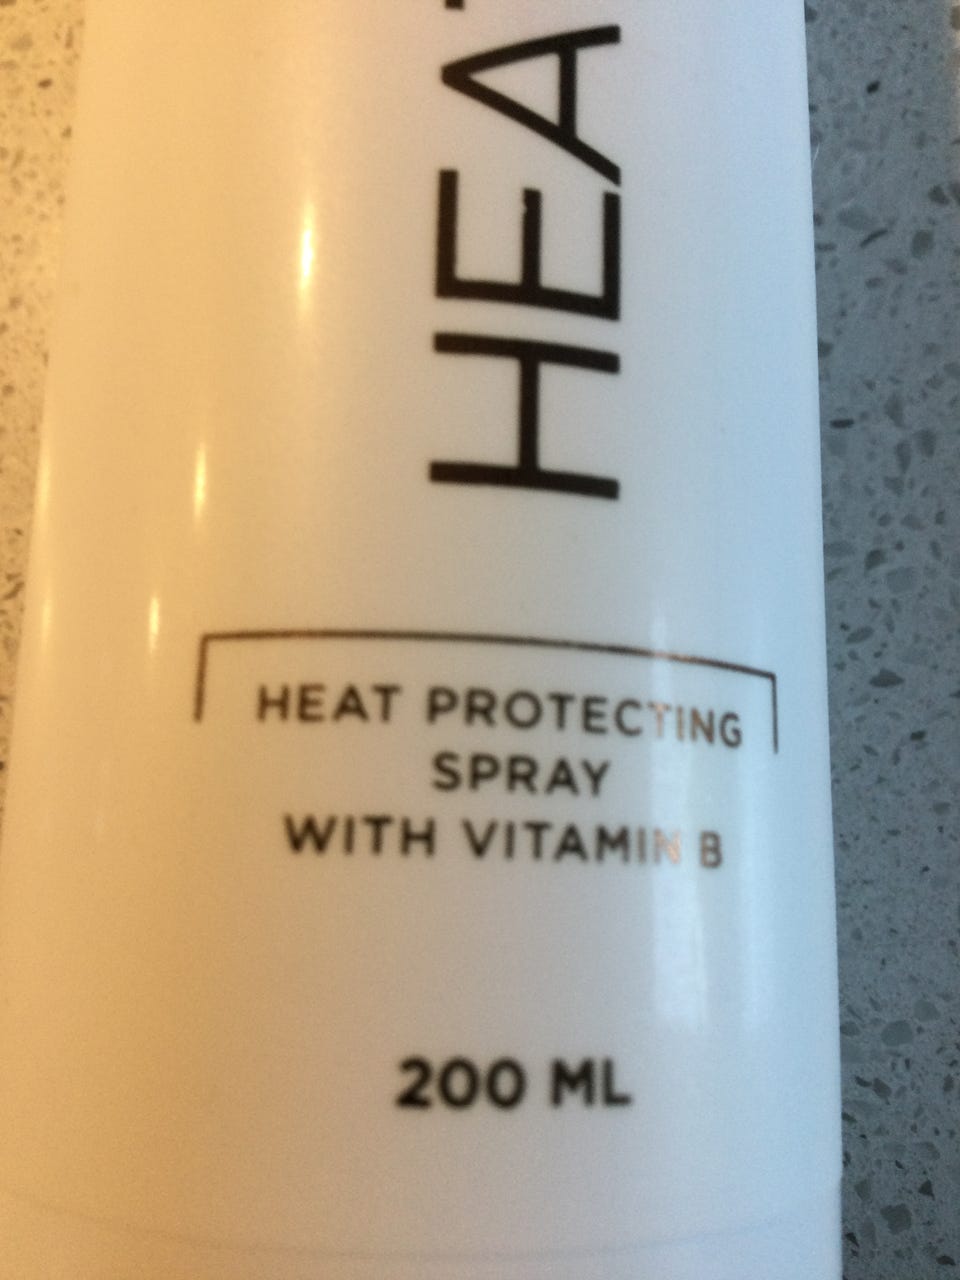 HEA
HEAT PROTECTING
SPRAY
WITH VITAMIN B
200 ML